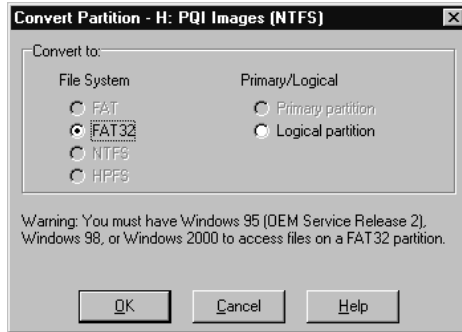 Convert Partition - H: PQI Images (NTFS)
Convert to:
File System
Primary/Logical
FAT
Primary partition
FAT32
Logical partition
NTFS
HPFS
Warning: You must have Windows 95 (OEM Service Release 2),
Windows 98, or Windows 2000 to access files on a FAT32 partition.
OK Cancel Help